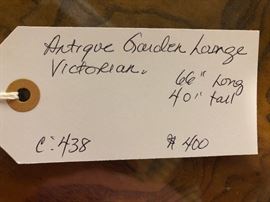 Antique Garden Lounge
Victorian.
66" Long
40" tall
C:438
$400